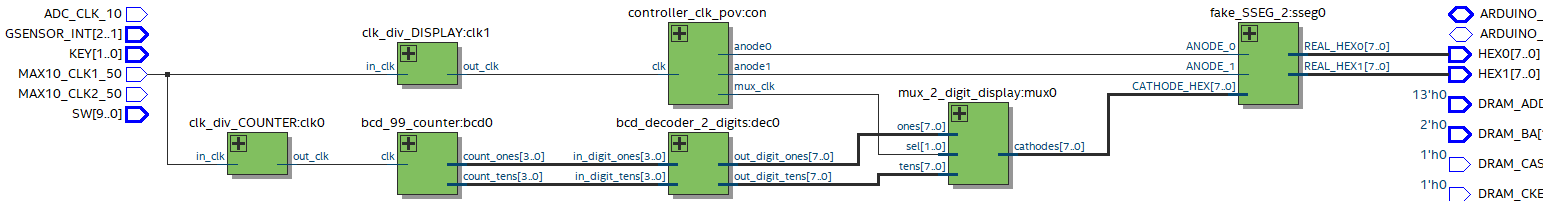 ADC_CLK_10
GSENSOR_INT[2..1]
KEY[1..0]
MAX10_CLK1_50
MAX10_CLK2_50
SW[9..0]
clk_div_DISPLAY:clk1
in_clk
out_clk
controller_clk_pov:con
clk
anode0
anode1
mux_clk
fake_SSEG_2:sseg0
ANODE_0
ANODE_1
CATHODE_HEX[7..0]
REAL_HEX0[7..0]
REAL_HEX1[7..0]
clk_div_COUNTER:clk0
in_clk
out_clk
bcd_99_counter:bcd0
clk
count_ones[3..0]
count_tens[3..0]
bcd_decoder_2_digits:dec0
in_digit_ones[3..0]
in_digit_tens[3..0]
out_digit_ones[7..0]
out_digit_tens[7..0]
mux_2_digit_display:mux0
ones[7..0]
sel[1..0]
tens[7..0]
cathodes[7..0]
ARDUINO_
ARDUINO_
HEX0[7..0]
HEX1[7..0]
13'h0
DRAM_ADD
2'h0
DRAM_BA[
1'h0
DRAM_CAS
1'h0
DRAM_CKE